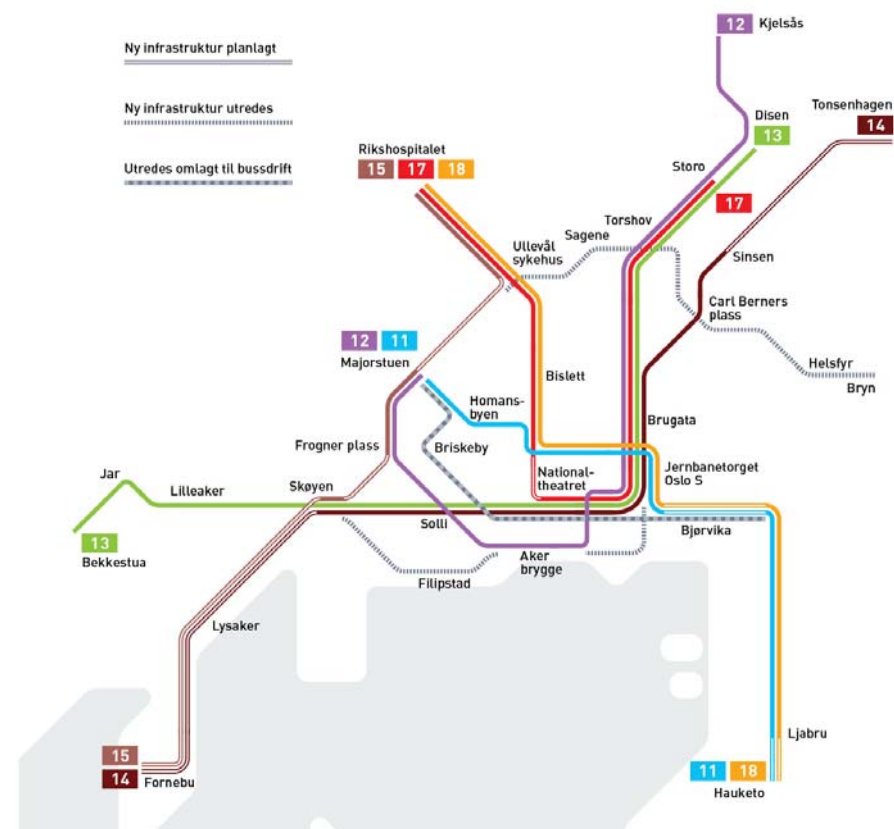 12 Kjelsås
Ny infrastruktur planlagt
Tonsenhagen
14
Ny infrastruktur utredes
Disen
13
Rikshospitalet
15 17 18
Utredes omlagt til bussdrift
Storo
17
Torshov
Sagene
Ullevål
sykehus
Sinsen
Carl Berners
plass
12 11
Majorstuen
Helsfyr
Bryn
Bislett
Homans-
byen
Brugata
Frogner plass
Briskeby
Jernbanetorget
Oslo S
National-
theatret
Jar
Lilleaker
Skøyen
Solli
Bjørvika
13
Bekkestua
Aker
brygge
Filipstad
Lysaker
Ljabru
15
14 Fornebu
11 18
Hauketo